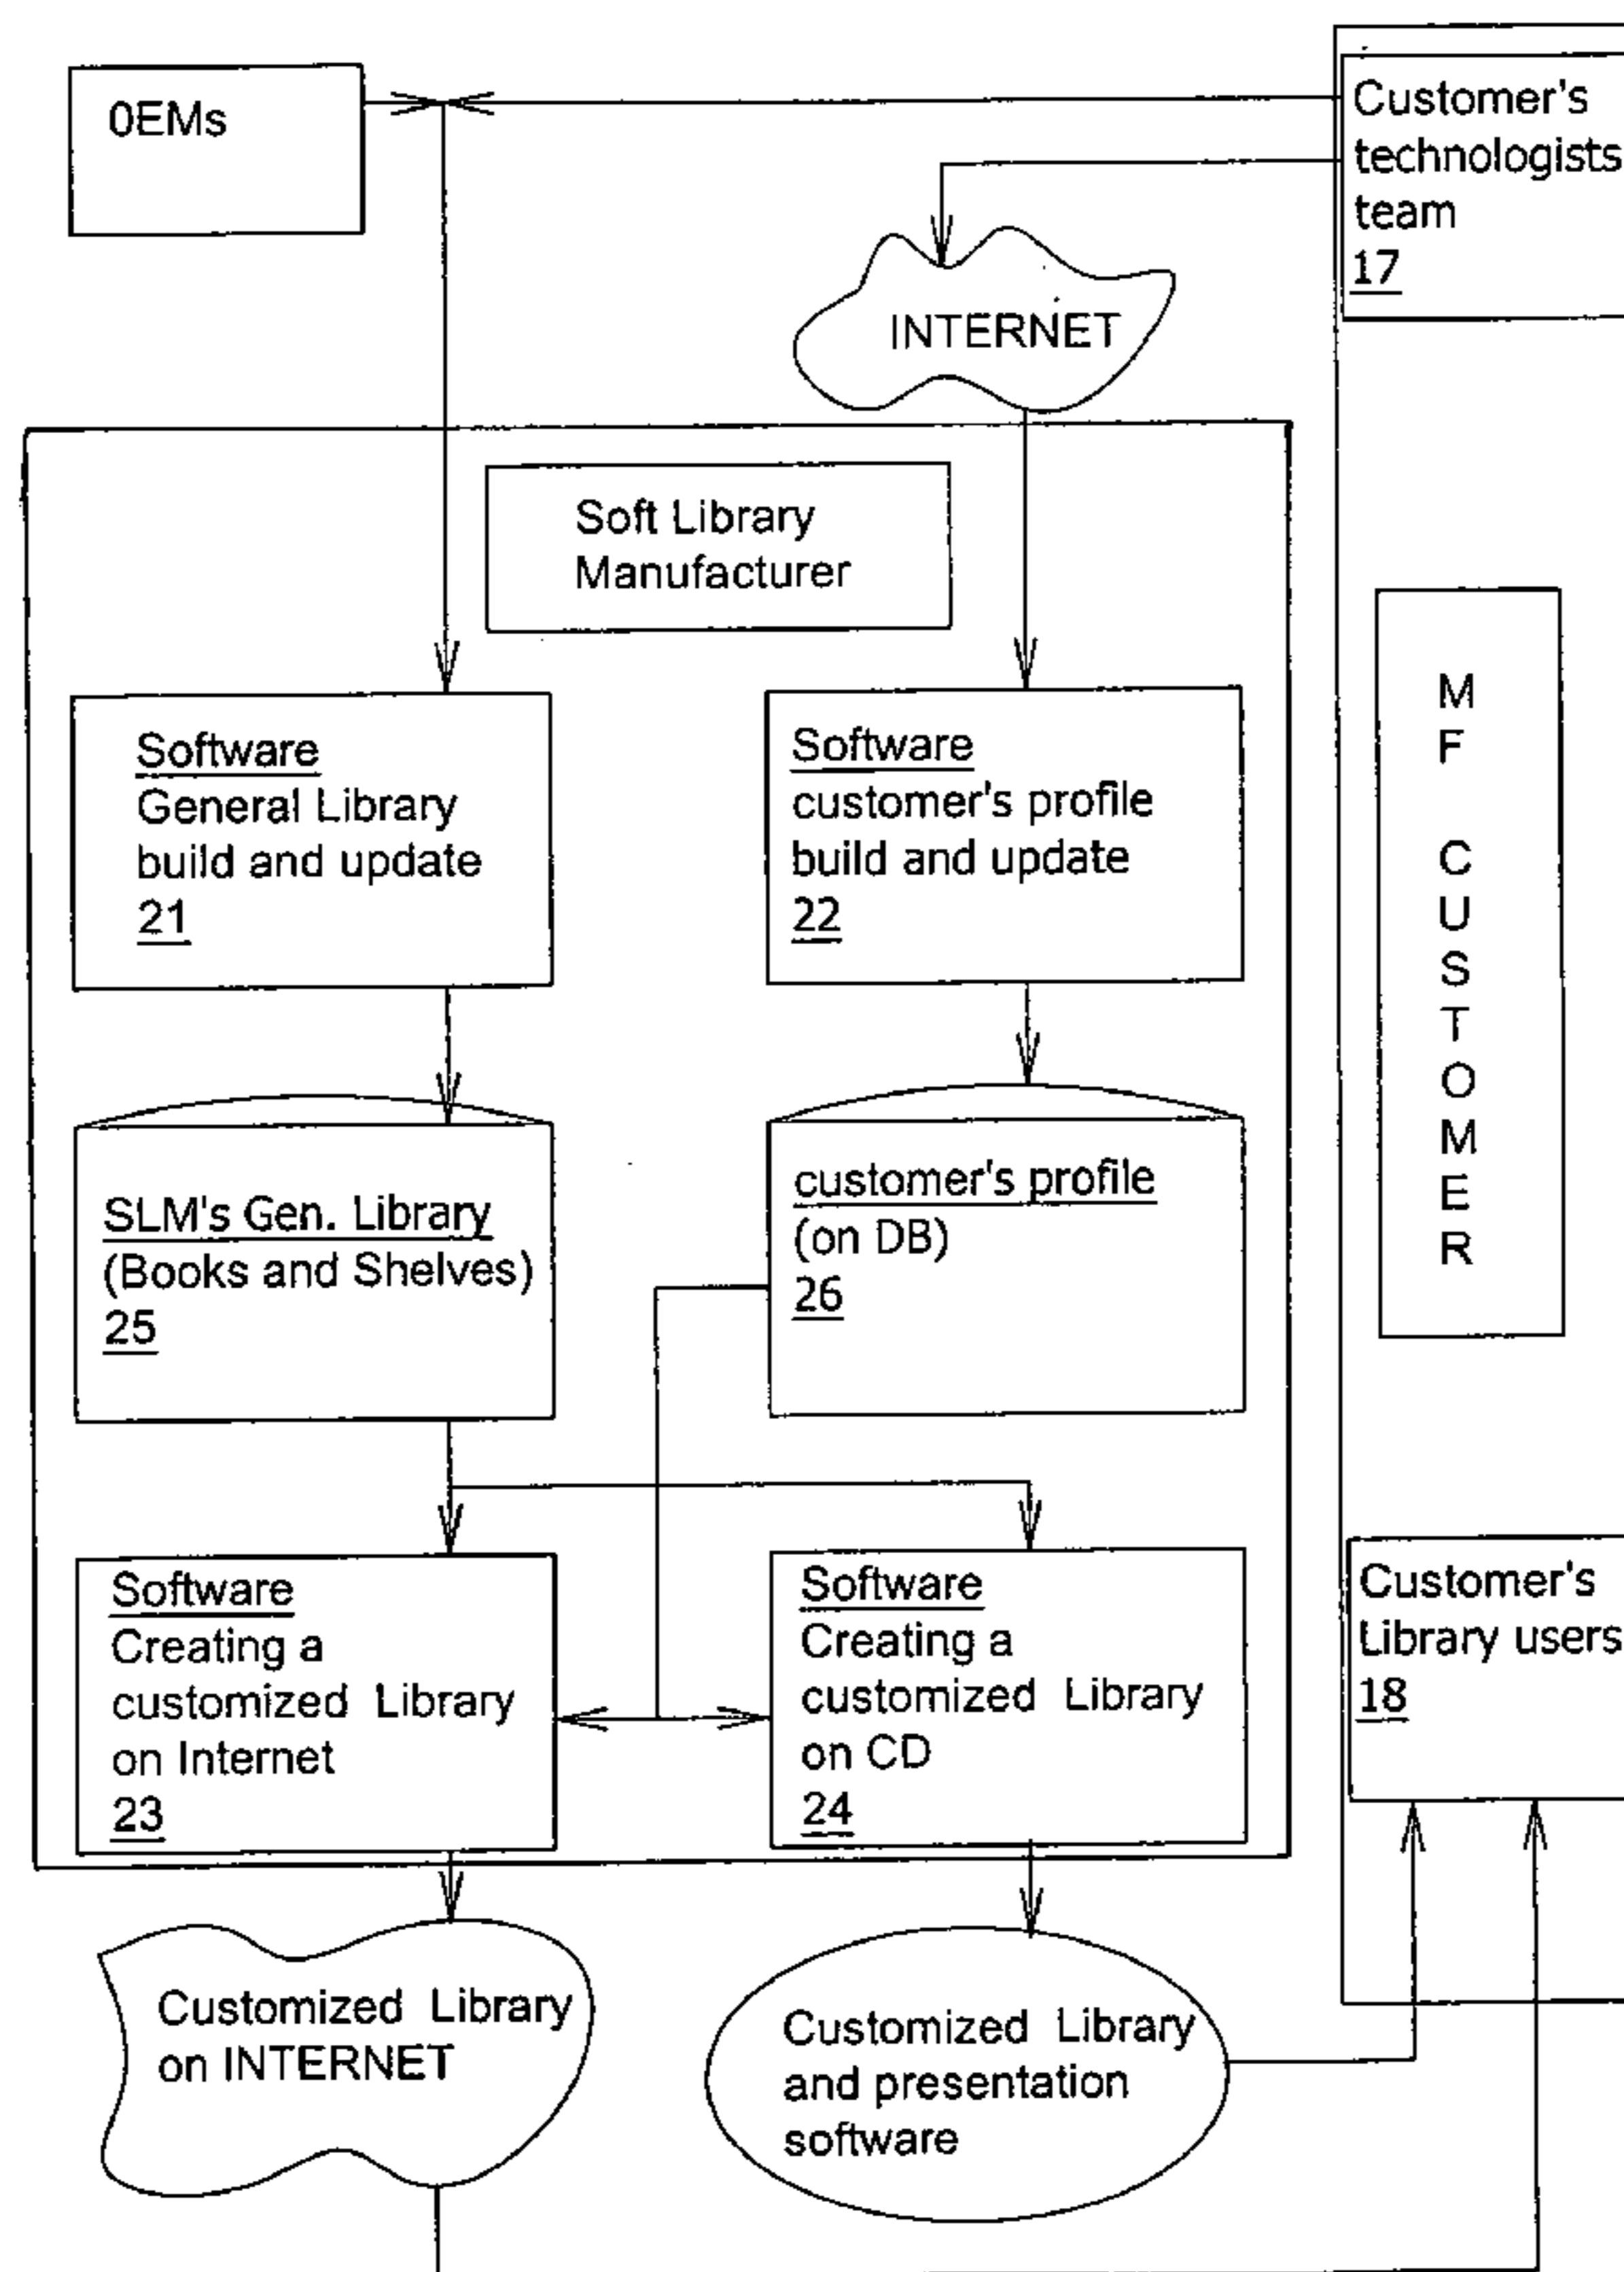 0EMs
Customer's
technologists
team
17
INTERNET
Soft Library
Manufacturer
Software
General Library
build and update
21
Software
customer's profile
build and update
22
M
F
C
U
S
T
O
M
E
R
SLM's Gen. Library
(Books and Shelves)
25
customer's profile
(on DB)
26
Software
Creating a
customized Library
on Internet
23
Software
Creating a
customized Library
on CD
24
Customer's
Library users
18
Customized Library
on INTERNET
Customized Library
and presentation
software